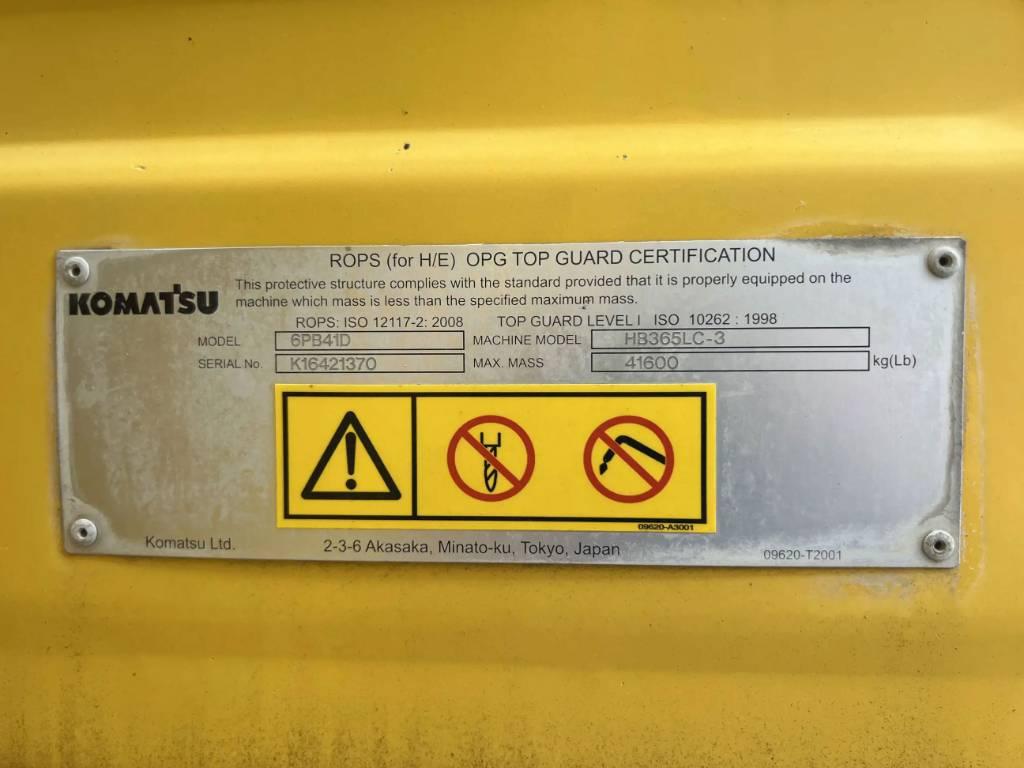 ROPS (for H/E) OPG TOP GUARD CERTIFICATION
KOMATSU
This protective structure complies with the standard provided that it is properly equipped on the
machine which mass is less than the specified maximum mass.
ROPS: ISO 12117-2: 2008 TOP GUARD LEVEL I ISO 10262 : 1998
MODEL 6PB41D MACHINE MODEL HB365LC-3
SERIAL No. K16421370 MAX. MASS 41600 kg(Lb)
09620-A3001
Komatsu Ltd. 2-3-6 Akasaka, Minato-ku, Tokyo, Japan 09620-T2001